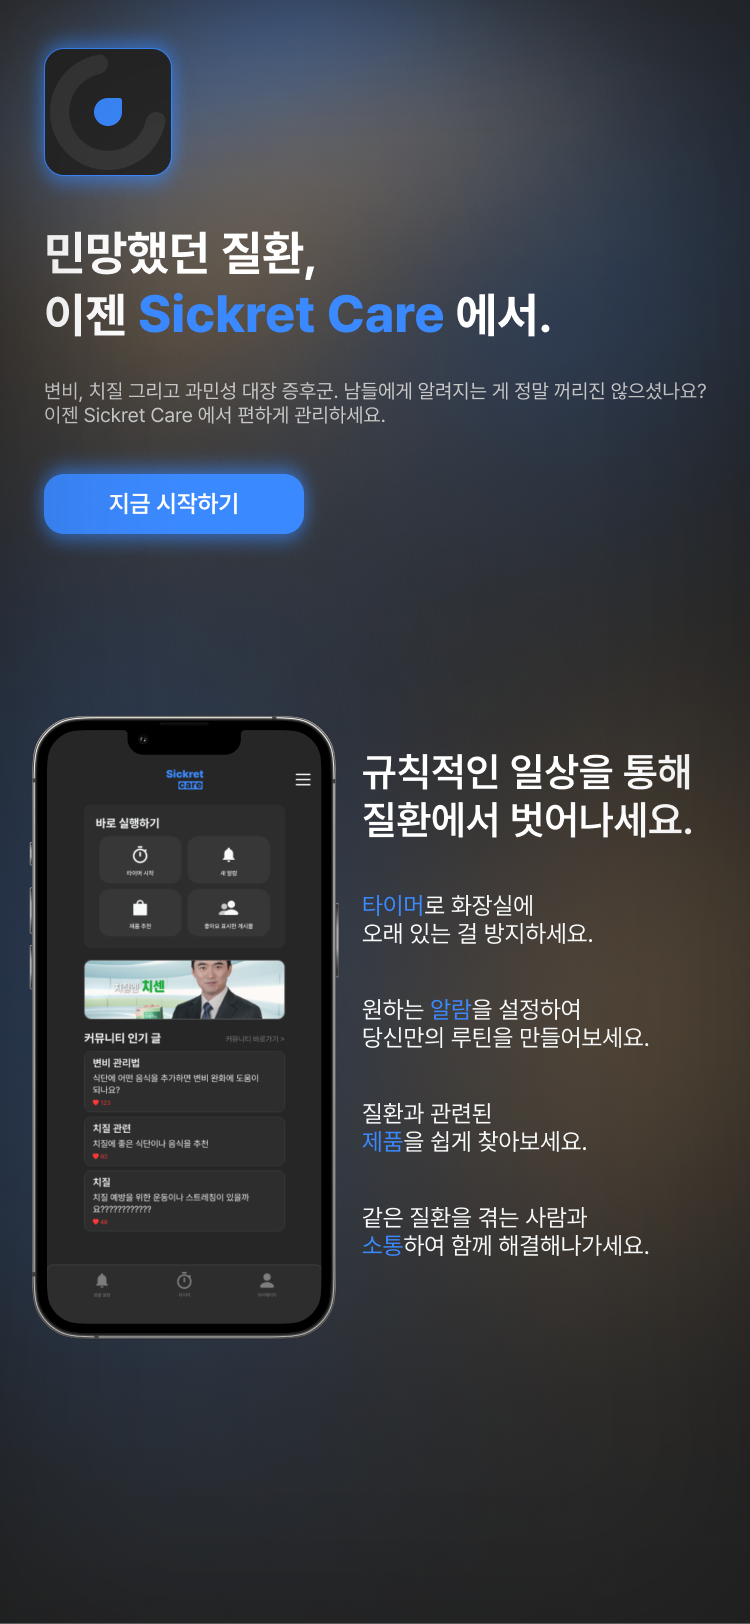 민망했던 질환,
이젠 Sickret Care 에서.
변비, 치질 그리고 과민성 대장 증후군. 남들에게 알려지는 게 정말 꺼리진 않으셨나요?
이젠 Sickret Care 에서 편하게 관리하세요.
지금 시작하기
Sickret
care
바로 실행하기
타이머 시작
새 알람
제품 추천
좋아요 표시한 게시물
치질엔 치센
커뮤니티 인기 글
커뮤니티 바로가기 >
변비 관리법
식단에 어떤 음식을 추가하면 변비 완화에 도움이
되나요?
123
치질 관련
치질에 좋은 식단이나 음식을 추천
치질
치질 예방을 위한 운동이나 스트레칭이 있을까
요????????????
타이머
규칙적인 일상을 통해
질환에서 벗어나세요.
타이머로 화장실에
오래 있는 걸 방지하세요.
원하는 알람을 설정하여
당신만의 루틴을 만들어보세요.
질환과 관련된
제품을 쉽게 찾아보세요.
같은 질환을 겪는 사람과
소통하여 함께 해결해나가세요.